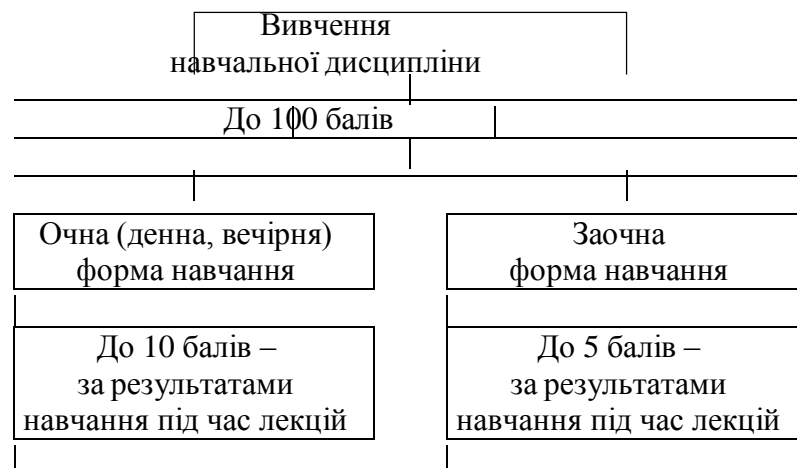 Вивчення
навчальної дисципліни
До 100 балів
Очна (денна, вечірня)
форма навчання
Заочна
форма навчання
До 10 балів –
за результатами
навчання під час лекцій
До 5 балів –
за результатами
навчання під час лекцій